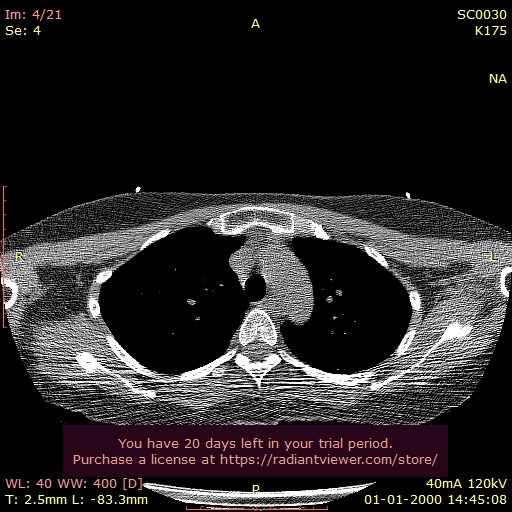 Im: 4/21
Se: 4
A
SC0030
K175
NA
R
L
You have 20 days left in your trial period.
Purchase a license at https://radiantviewer.com/store/
WL: 40 WW: 400 [D]
T: 2.5mm L: -83.3mm
P
40mA 120kV
01-01-2000 14:45:08